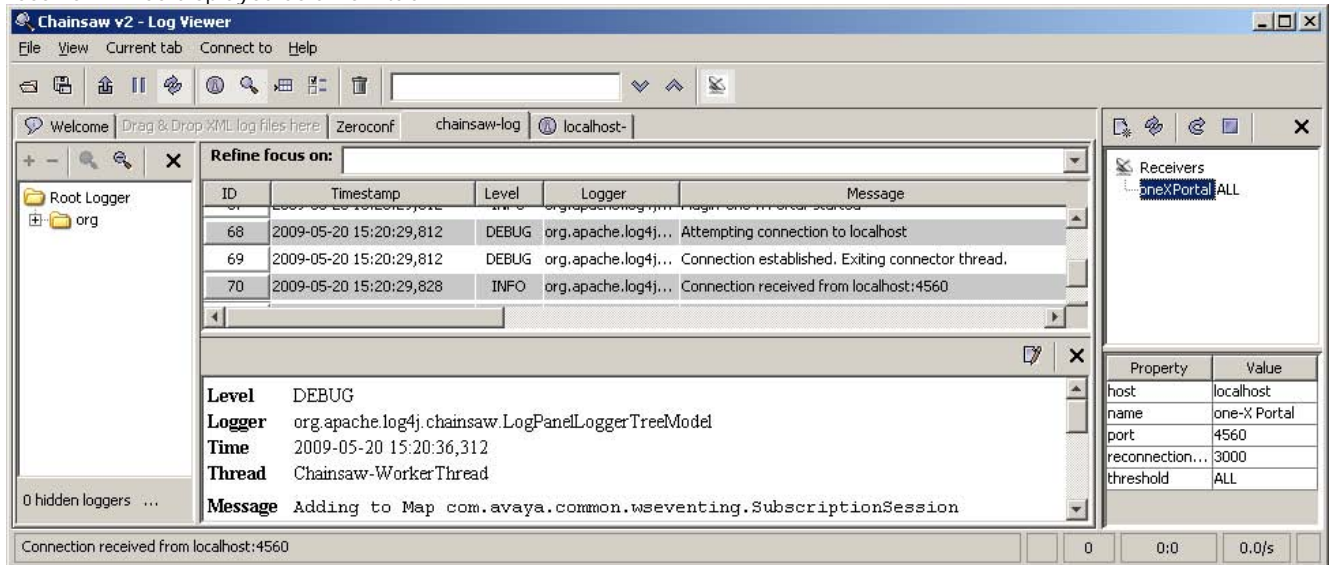 Chainsaw v2 - Log Viewer
File View Current tab Connect to Help
Welcome Drag & Drop XML log files here Zeroconf chainsaw-log localhost-
Refine focus on:
Root Logger
org
0 hidden loggers ...
ID Timestamp Level Logger Message
68 2009-05-20 15:20:29,812 DEBUG org.apache.log4j... Attempting connection to localhost
69 2009-05-20 15:20:29,812 DEBUG org.apache.log4j... Connection established. Exiting connector thread.
70 2009-05-20 15:20:29,828 INFO org.apache.log4j... Connection received from localhost:4560
Level DEBUG
Logger org.apache.log4j.chainsaw.LogPanelLoggerTreeModel
Time 2009-05-20 15:20:36,312
Thread Chainsaw-WorkerThread
Message Adding to Map com.avaya.common.wseventing.SubscriptionSession
Receivers
oneXPortal ALL
Property Value
host localhost
name one-X Portal
port 4560
reconnection... 3000
threshold ALL
Connection received from localhost:4560
0 0:0 0.0/s